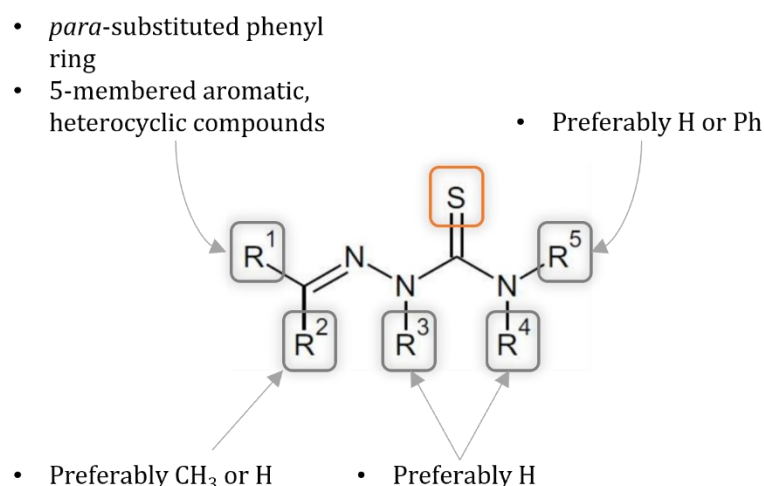 • para-substituted phenyl
ring
• 5-membered aromatic,
heterocyclic compounds
• Preferably H or Ph
S
R¹
N
N
R⁵
N
R²
R³
R⁴
• Preferably CH₃ or H
• Preferably H